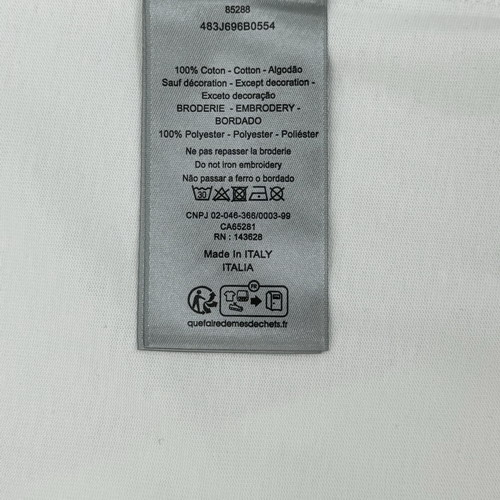 85288
483J696B0554
100% Coton - Cotton - Algodão
Sauf décoration - Except decoration -
Exceto decoração
BRODERIE - EMBRODERY -
BORDADO
100% Polyester - Polyester - Poliéster
Ne pas repasser la broderie
Do not iron embroidery
Não passar a ferro o bordado
30
CNPJ 02-046-366/0003-99
CA65281
RN : 143628
Made In ITALY
ITALIA
FR
quefairedemesdechets.fr